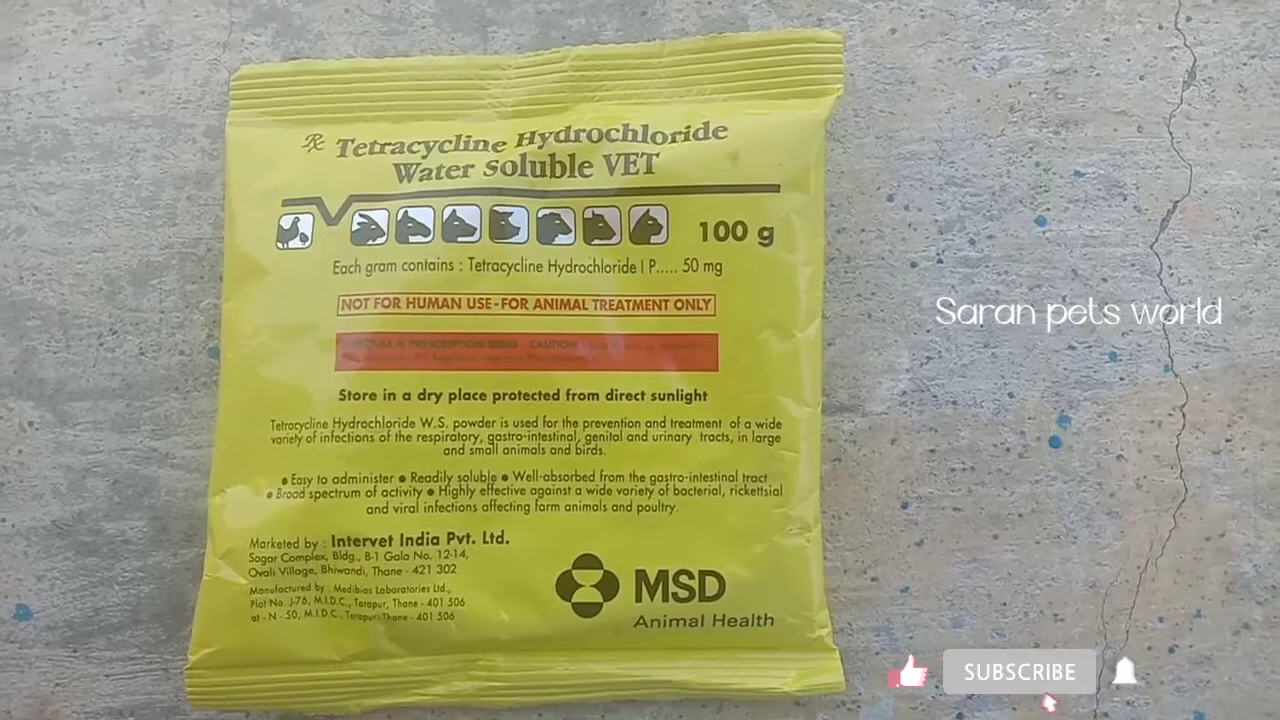 Rx Tetracycline Hydrochloride
Water soluble VET
100 g
Each gram contains : Tetracycline Hydrochloride I P..... 50 mg
NOT FOR HUMAN USE-FOR ANIMAL TREATMENT ONLY
PRESCRIPTION DRUG - CAUTION
Store in a dry place protected from direct sunlight
Tetracycline Hydrochloride W.S. powder is used for the prevention and treatment of a wide
variety of infections of the respiratory, gastro-intestinal, genital and urinary tracts, in large
and small animals and birds.
● Easy to administer ● Readily soluble ● Well-absorbed from the gastro-intestinal tract
● Broad spectrum of activity ● Highly effective against a wide variety of bacterial, rickettsial
and viral infections affecting farm animals and poultry.
Marketed by : Intervet India Pvt. Ltd.
Sagar Complex, Bldg., B-1 Gala No. 12-14,
Ovali Village, Bhiwandi, Thane - 421 302
Manufactured by : Medibios Laboratories Ltd.,
Plot No. J-76, M.I.D.C., Tarapur, Thane - 401 506
at - N - 50, M.I.D.C., Tarapur, Thane - 401 506
MSD
Animal Health
Saran pets world
SUBSCRIBE